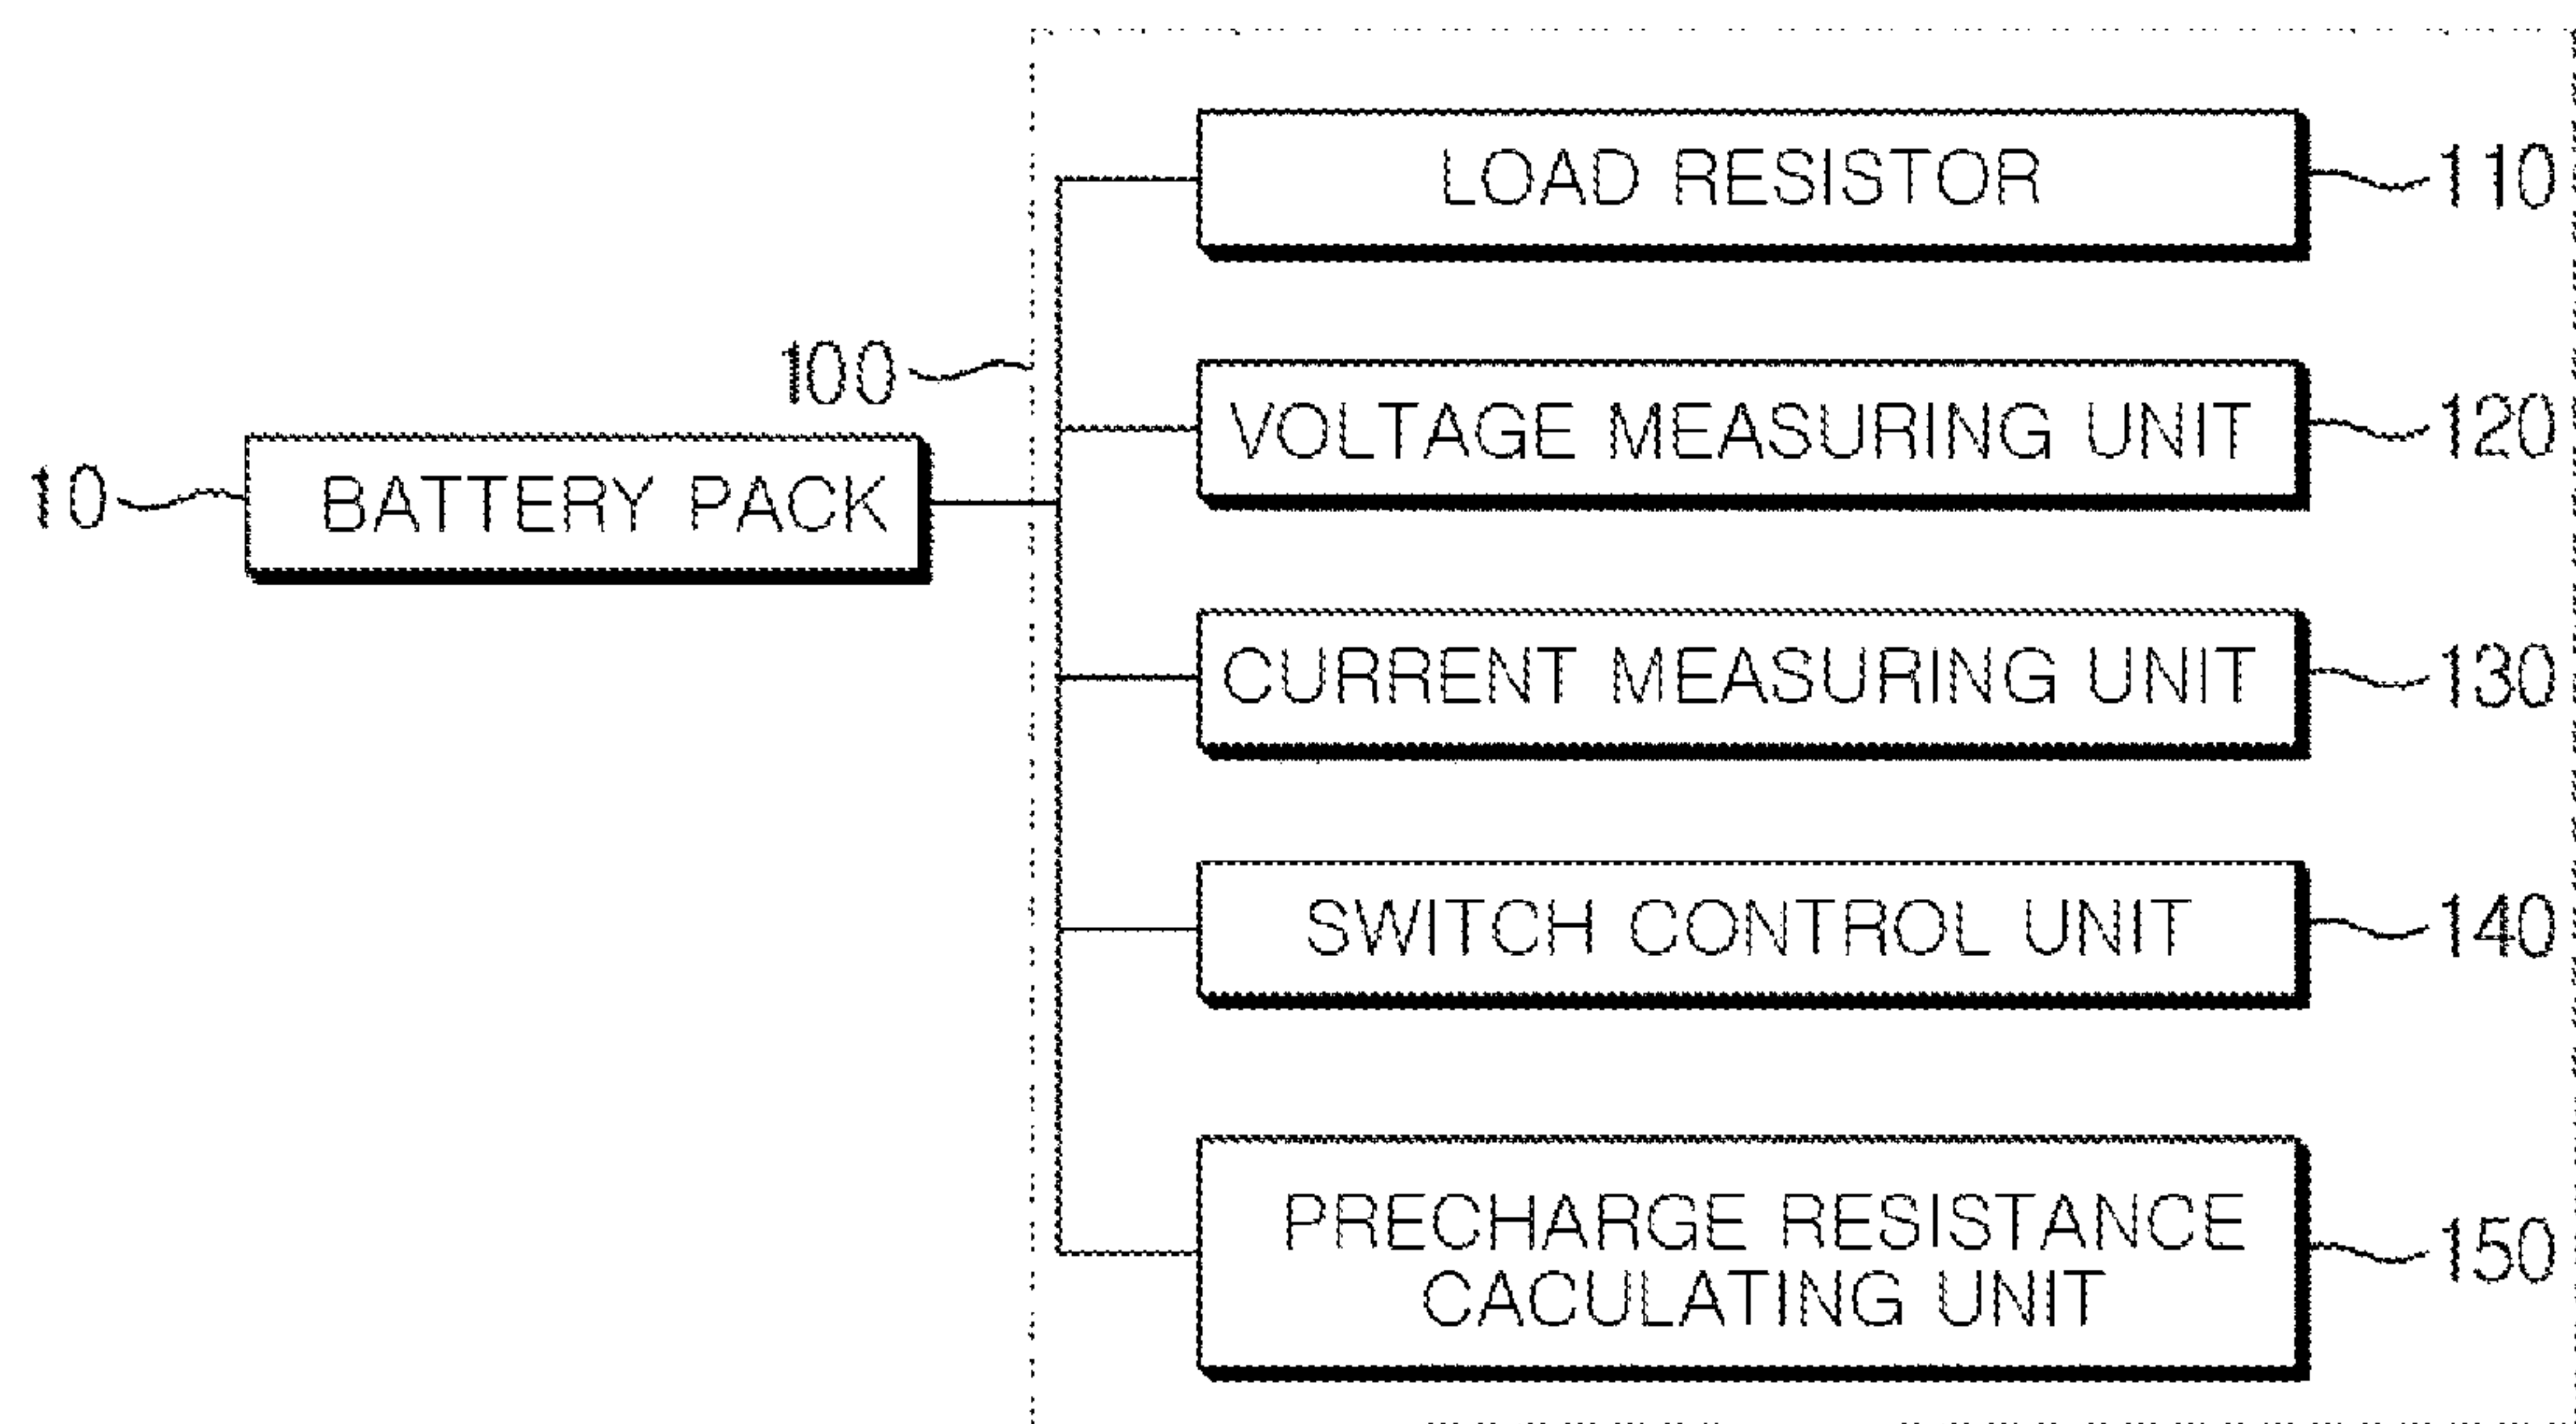 LOAD RESISTOR 110
100
VOLTAGE MEASURING UNIT 120
10 BATTERY PACK
CURRENT MEASURING UNIT 130
SWITCH CONTROL UNIT 140
PRECHARGE RESISTANCE
CACULATING UNIT 150